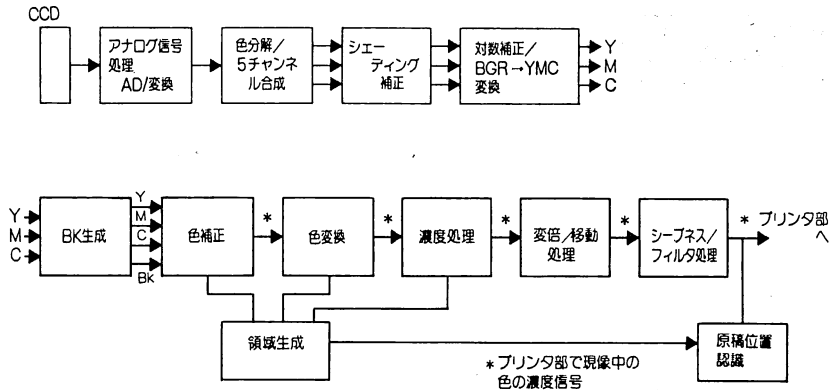 CCD
アナログ信号
処理
AD/変換
色分解/
5チャンネ
ル合成
シェー
ディング
補正
対数補正/
BGR→YMC
変換
Y
M
C
Y
M
C
BK生成
Y
M
C
Bk
色補正
*
色変換
*
濃度処理
*
変倍/移動
処理
*
シープネス/
フィルタ処理
* プリンタ部
へ
領域生成
原稿位置
認識
*プリンタ部で現像中の
色の濃度信号